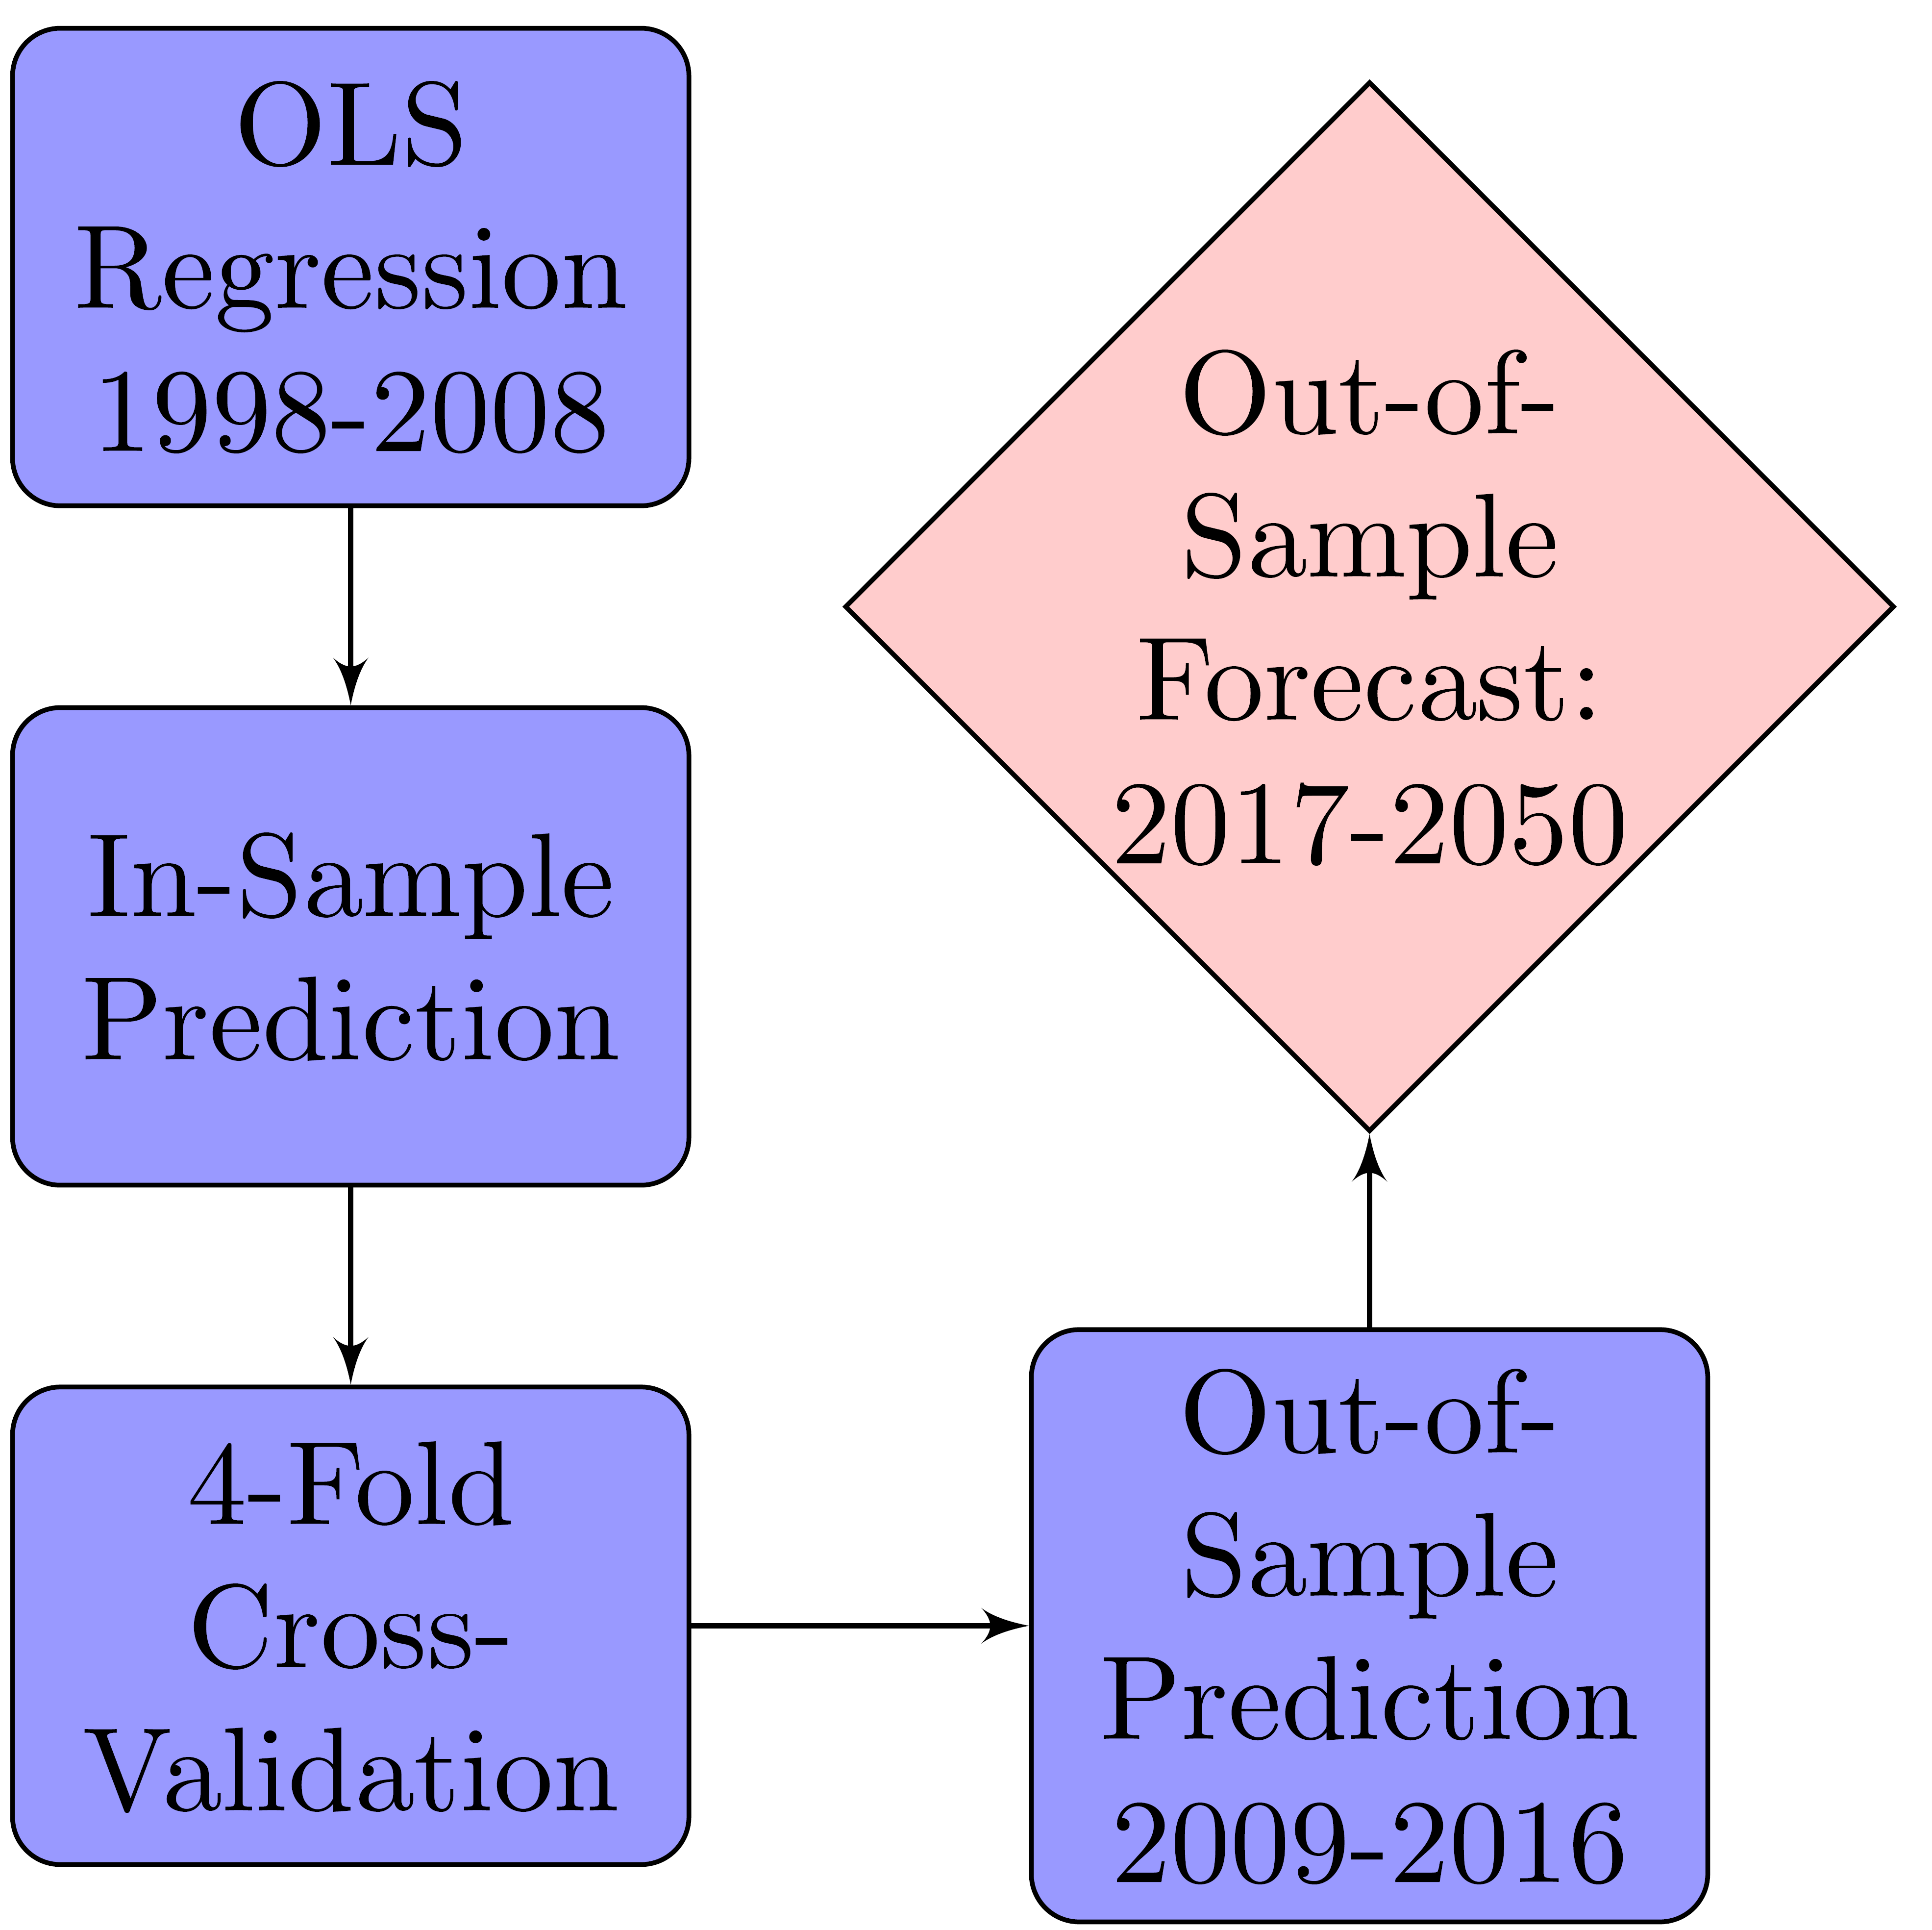 OLS
Regression
1998-2008
In-Sample
Prediction
4-Fold
Cross-
Validation
Out-of-
Sample
Prediction
2009-2016
Out-of-
Sample
Forecast:
2017-2050